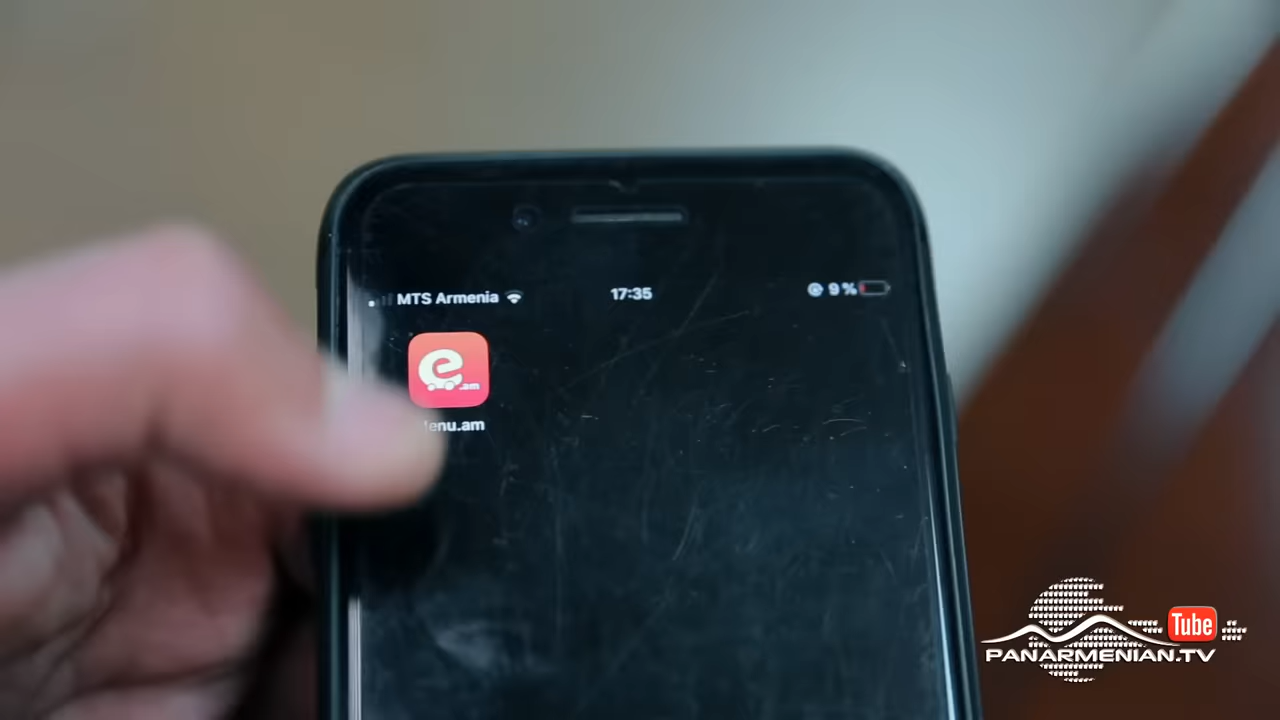 MTS Armenia 17:35 9 %
e.am
enu.am
Tube
PANARMENIAN.TV